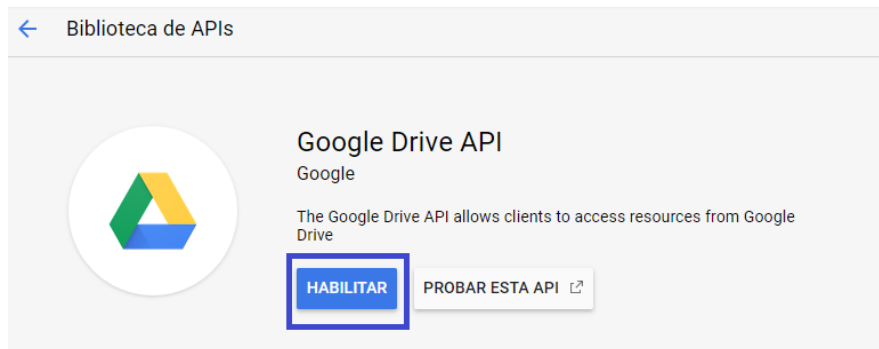 Biblioteca de APIs
Google Drive API
Google
The Google Drive API allows clients to access resources from Google
Drive
HABILITAR
PROBAR ESTA API